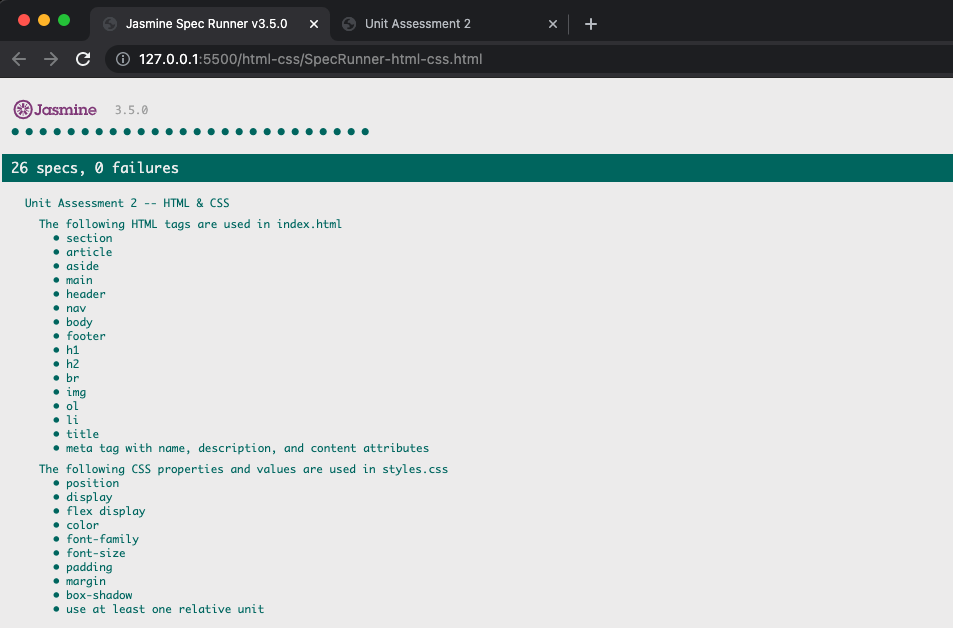 Jasmine Spec Runner v3.5.0
Unit Assessment 2
127.0.0.1:5500/html-css/SpecRunner-html-css.html
Jasmine 3.5.0
26 specs, 0 failures
Unit Assessment 2 -- HTML & CSS
The following HTML tags are used in index.html
section
article
aside
main
header
nav
body
footer
h1
h2
br
img
ol
li
title
meta tag with name, description, and content attributes
The following CSS properties and values are used in styles.css
position
display
flex display
color
font-family
font-size
padding
margin
box-shadow
use at least one relative unit